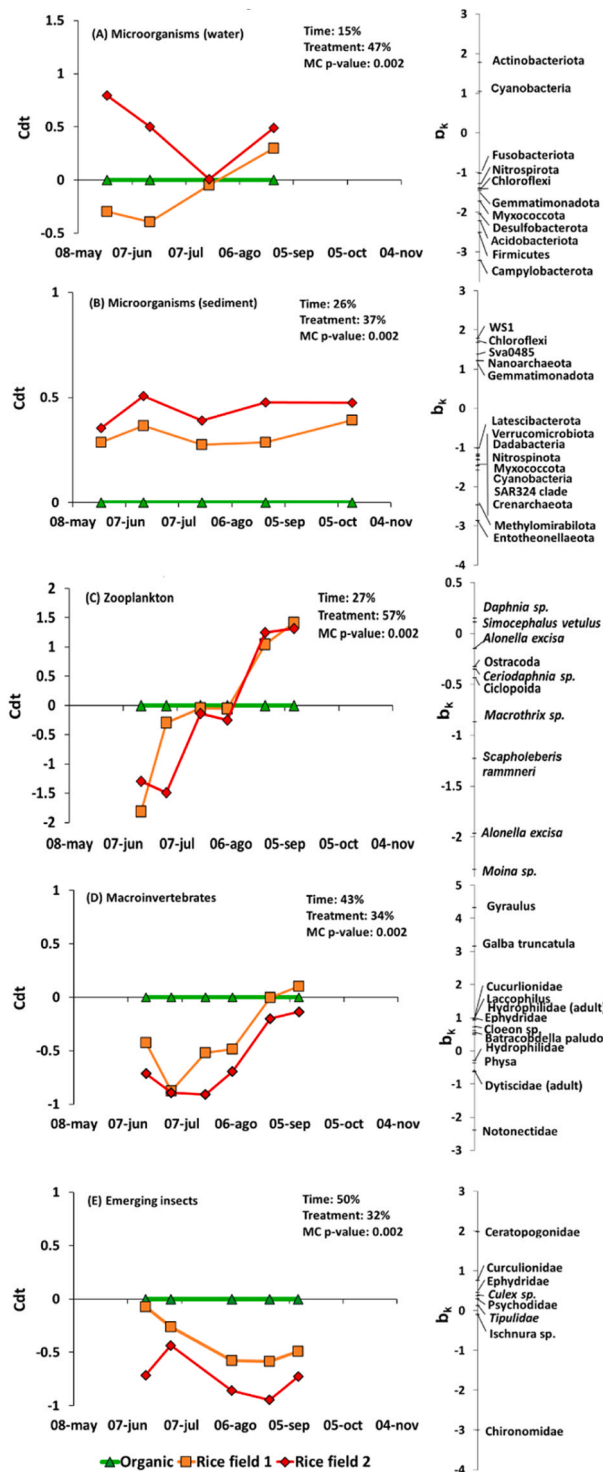 (A) Microorganisms (water)
Time: 15%
Treatment: 47%
MC p-value: 0.002
Cdt
1.5
1
0.5
0
-0.5
08-may 07-jun 07-jul 06-ago 05-sep 05-oct 04-nov
bk
3
2
1
0
-1
-2
-3
Actinobacteriota
Cyanobacteria
Fusobacteriota
Nitrospirota
Chloroflexi
Gemmatimonadota
Myxococcota
Desulfobacterota
Acidobacteriota
Firmicutes
Campylobacterota
(B) Microorganisms (sediment)
Time: 26%
Treatment: 37%
MC p-value: 0.002
Cdt
1
0.5
0
08-may 07-jun 07-jul 06-ago 05-sep 05-oct 04-nov
bk
3
2
1
0
-1
-2
-3
-4
WS1
Chloroflexi
Sva0485
Nanoarchaeota
Gemmatimonadota
Latescibacterota
Verrucomicrobiota
Dadabacteria
Nitrospinota
Myxococcota
Cyanobacteria
SAR324 clade
Crenarchaeota
Methylomirabilota
Entotheonellaeota
(C) Zooplankton
Time: 27%
Treatment: 57%
MC p-value: 0.002
Cdt
2
1.5
1
0.5
0
-0.5
-1
-1.5
-2
08-may 07-jun 07-jul 06-ago 05-sep 05-oct 04-nov
bk
0.5
0
-0.5
-1
-1.5
-2
Daphnia sp.
Simocephalus vetulus
Alonella excisa
Ostracoda
Ceriodaphnia sp.
Ciclopoida
Macrothrix sp.
Scapholeberis
rammneri
Alonella excisa
Moina sp.
(D) Macroinvertebrates
Time: 43%
Treatment: 34%
MC p-value: 0.002
Cdt
1
0.5
0
-0.5
-1
08-may 07-jun 07-jul 06-ago 05-sep 05-oct 04-nov
bk
5
4
3
2
1
0
-1
-2
-3
Gyraulus
Galba truncatula
Cucurlionidae
Laccophilus
Hydrophilidae (adult)
Ephydridae
Cloeon sp.
Batracobdella paludo
Hydrophilidae
Physa
Dytiscidae (adult)
Notonectidae
(E) Emerging insects
Time: 50%
Treatment: 32%
MC p-value: 0.002
Cdt
1
0.5
0
-0.5
-1
08-may 07-jun 07-jul 06-ago 05-sep 05-oct 04-nov
bk
3
2
1
0
-1
-2
-3
-4
Ceratopogonidae
Curculionidae
Ephydridae
Culex sp.
Psychodidae
Tipulidae
Ischnura sp.
Chironomidae
Organic Rice field 1 Rice field 2